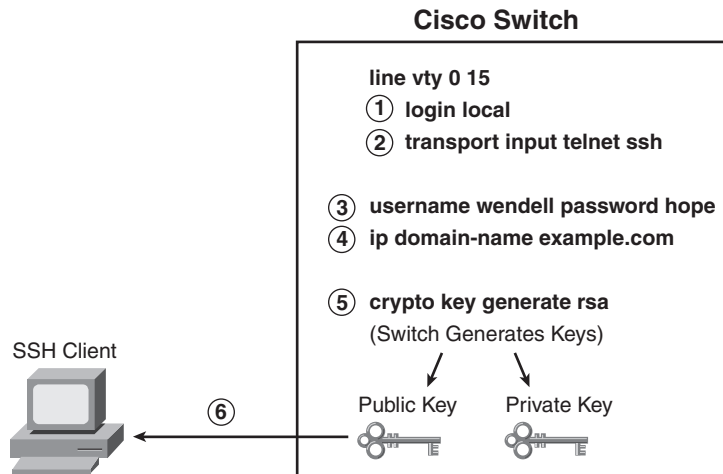 Cisco Switch
line vty 0 15
1 login local
2 transport input telnet ssh
3 username wendell password hope
4 ip domain-name example.com
5 crypto key generate rsa
(Switch Generates Keys)
SSH Client
6
Public Key
Private Key